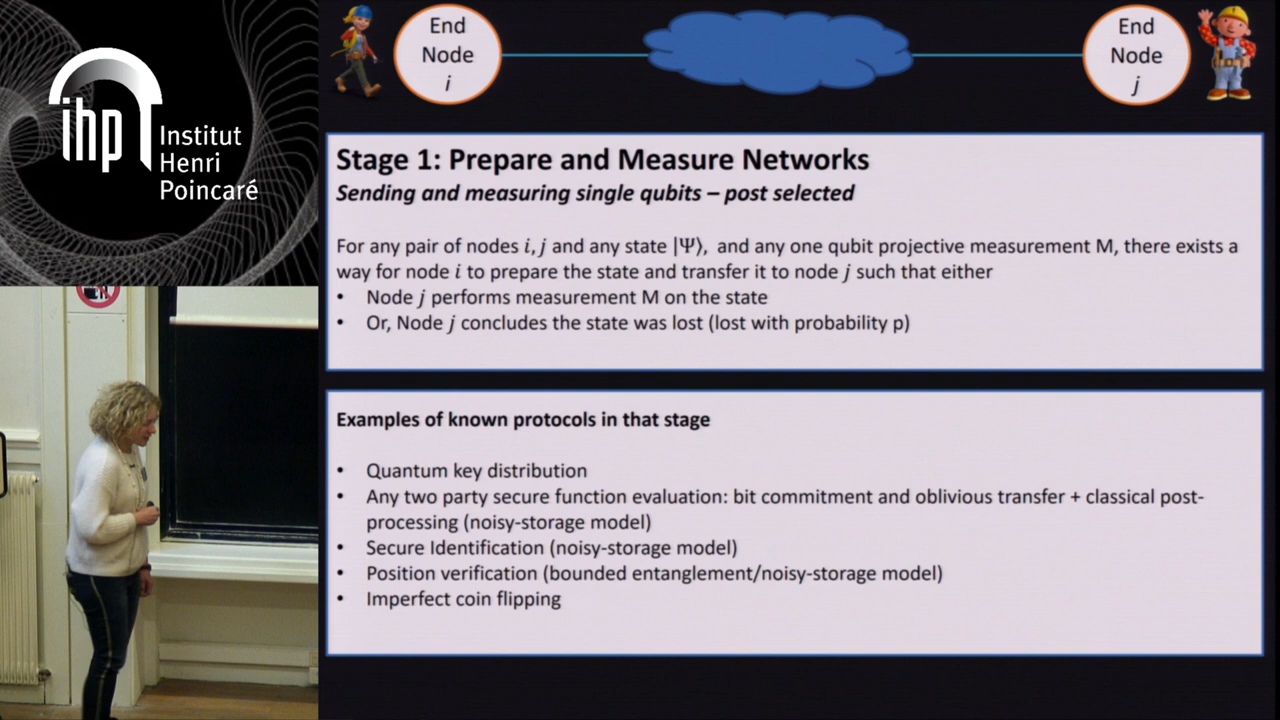 ihp
Institut
Henri
Poincaré
End
Node
i
End
Node
j
Stage 1: Prepare and Measure Networks
Sending and measuring single qubits – post selected
For any pair of nodes i, j and any state |Ψ⟩, and any one qubit projective measurement M, there exists a
way for node i to prepare the state and transfer it to node j such that either
• Node j performs measurement M on the state
• Or, Node j concludes the state was lost (lost with probability p)
Examples of known protocols in that stage
• Quantum key distribution
• Any two party secure function evaluation: bit commitment and oblivious transfer + classical post-
processing (noisy-storage model)
• Secure Identification (noisy-storage model)
• Position verification (bounded entanglement/noisy-storage model)
• Imperfect coin flipping